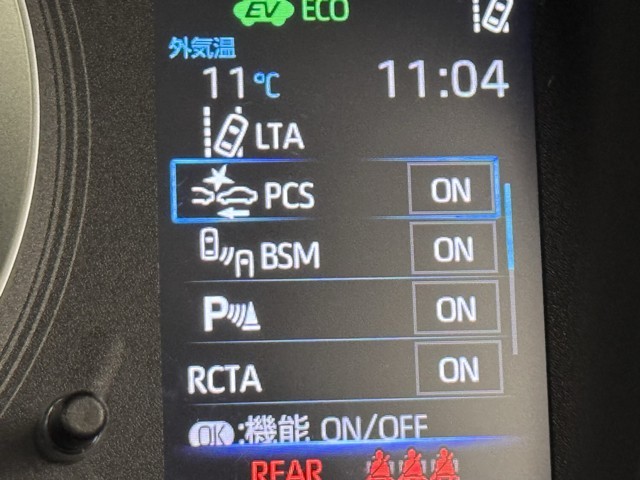 EV ECO
外気温
11℃ 11:04
LTA
PCS ON
BSM ON
P ON
RCTA ON
OK:機能 ON/OFF
REAR